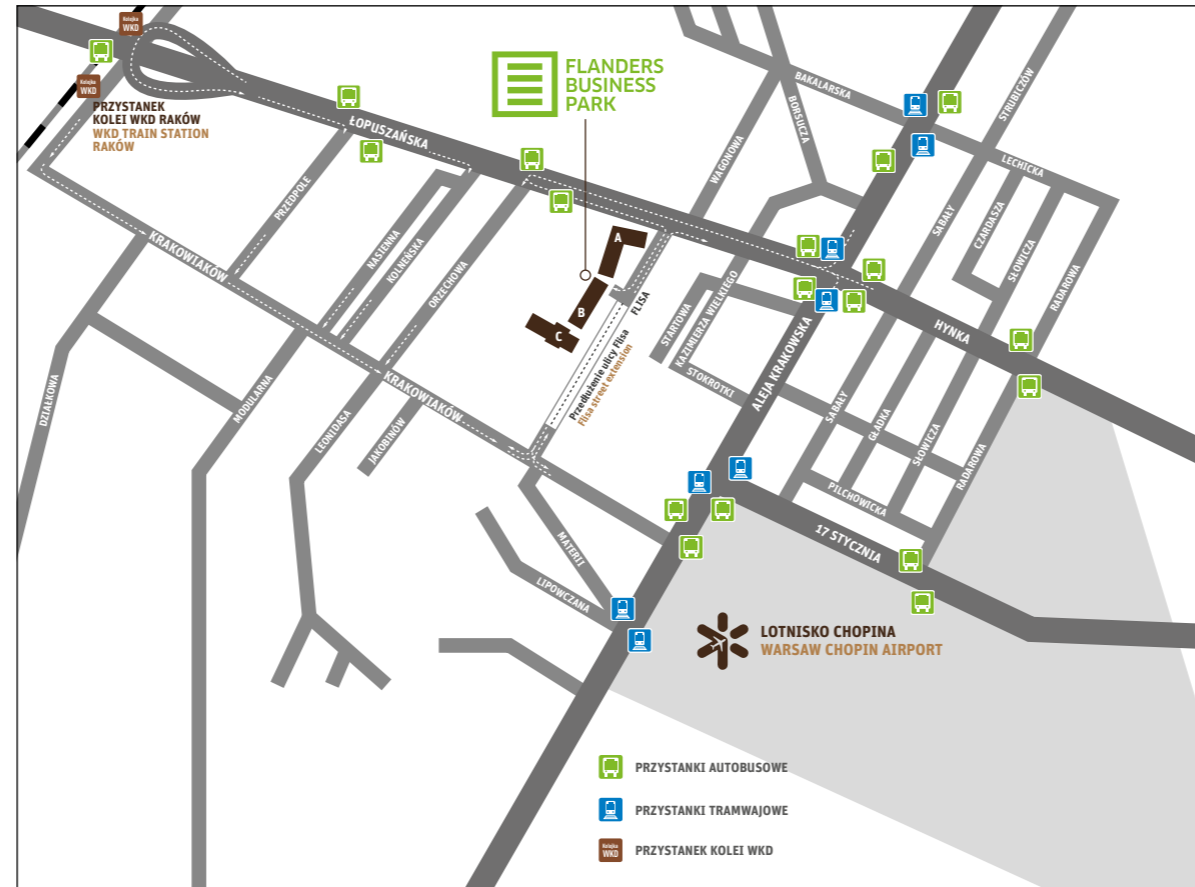 Kolejka
WKD
Kolejka
WKD
PRZYSTANEK
KOLEI WKD RAKÓW
WKD TRAIN STATION
RAKÓW
FLANDERS
BUSINESS
PARK
ŁOPUSZAŃSKA
PRZEDPOLE
KRAKOWIAKÓW
NASIENNA
KOLNEŃSKA
ORZECHOWA
WAGONOWA
BAKALARSKA
BORSUCZA
STRUBICZÓW
LECHICKA
SABAŁY
CZARDASZA
SŁOWICZA
RADAROWA
A
B
C
FLISA
Przedłużenie ulicy Flisa
Flisa street extension
STARTOWA
KAZIMIERZA WIELKIEGO
STOKROTKI
ALEJA KRAKOWSKA
HYNKA
SABAŁY
GŁADKA
SŁOWICZA
RADAROWA
PILCHOWICKA
17 STYCZNIA
DZIAŁKOWA
MODULARNA
LEONIDASA
JAKOBINÓW
KRAKOWIAKÓW
MATERII
LIPOWCZANA
LOTNISKO CHOPINA
WARSAW CHOPIN AIRPORT
PRZYSTANKI AUTOBUSOWE
PRZYSTANKI TRAMWAJOWE
Kolejka
WKD
PRZYSTANEK KOLEI WKD